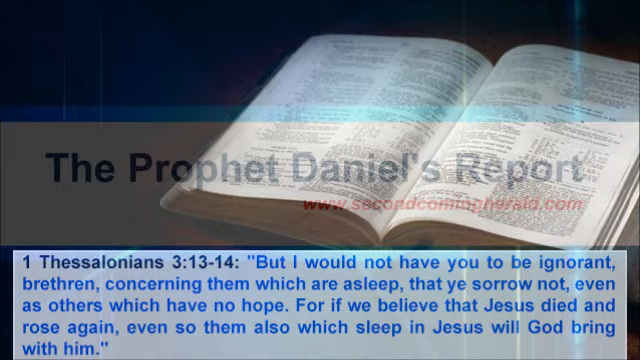 The Prophet Daniel's Report
www.secondcomingherald.com
1 Thessalonians 3:13-14: "But I would not have you to be ignorant,
brethren, concerning them which are asleep, that ye sorrow not, even
as others which have no hope. For if we believe that Jesus died and
rose again, even so them also which sleep in Jesus will God bring
with him."